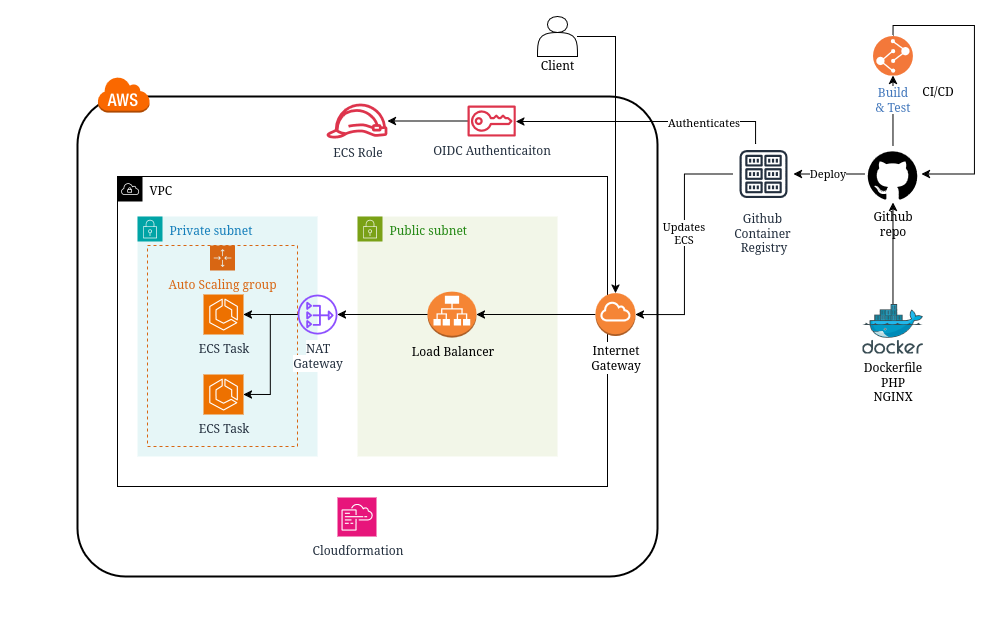 Client
AWS
Build
& Test
CI/CD
ECS Role
OIDC Authenticaiton
Authenticates
Deploy
VPC
Github
Container
Registry
Github
repo
Private subnet
Public subnet
Updates
ECS
Auto Scaling group
ECS Task
NAT
Gateway
Load Balancer
Internet
Gateway
docker
Dockerfile
PHP
NGINX
ECS Task
Cloudformation